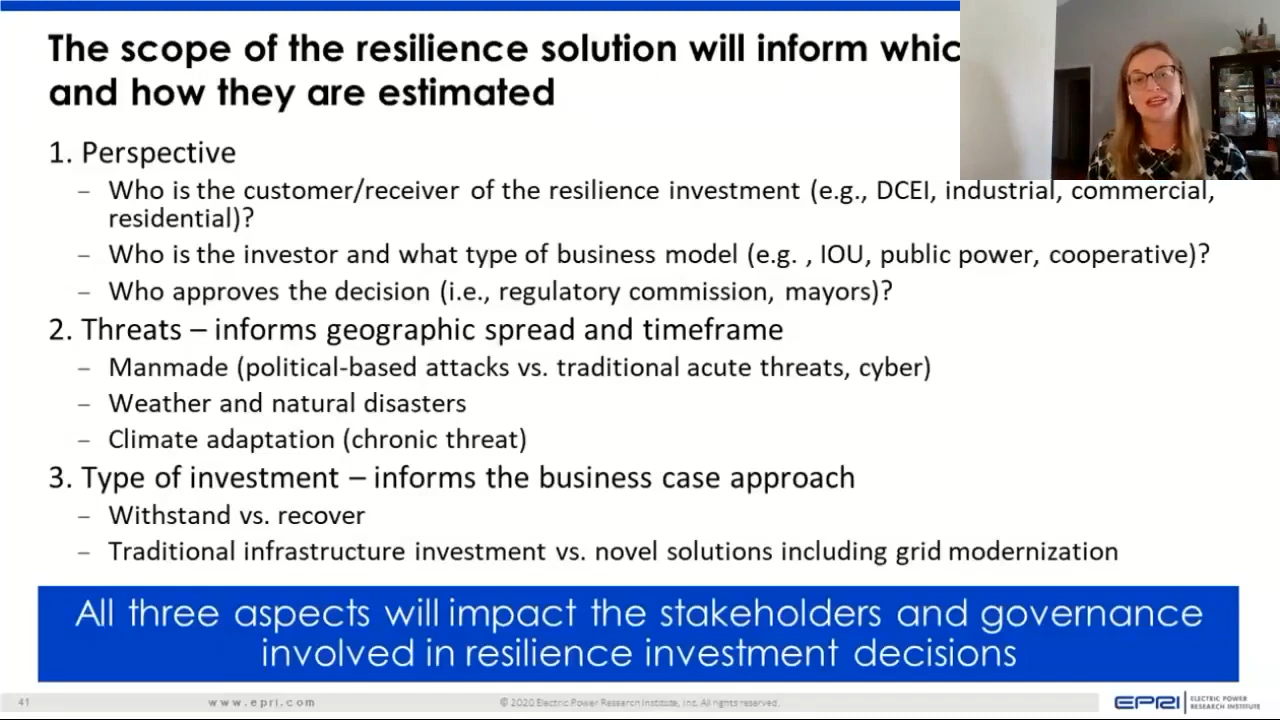 The scope of the resilience solution will inform
and how they are estimated
1. Perspective
– Who is the customer/receiver of the resilience investment (e.g., DCEI, industrial, commercial,
residential)?
– Who is the investor and what type of business model (e.g. , IOU, public power, cooperative)?
– Who approves the decision (i.e., regulatory commission, mayors)?
2. Threats – informs geographic spread and timeframe
– Manmade (political-based attacks vs. traditional acute threats, cyber)
– Weather and natural disasters
– Climate adaptation (chronic threat)
3. Type of investment – informs the business case approach
– Withstand vs. recover
– Traditional infrastructure investment vs. novel solutions including grid modernization
All three aspects will impact the stakeholders and governance
involved in resilience investment decisions
41
www.epri.com
© 2020 Electric Power Research Institute, Inc. All rights reserved.
EPRI
ELECTRIC POWER
RESEARCH INSTITUTE